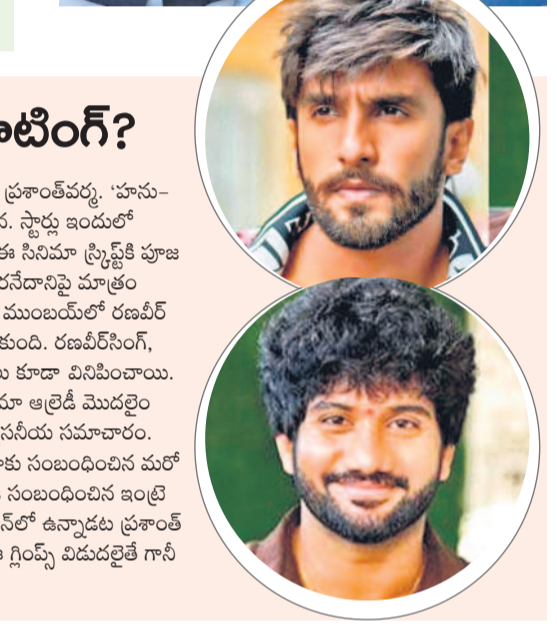 టింగ్?
ప్రశాంత్‌వర్మ. ‘హను-
స్టార్లు ఇందులో
ఈ సినిమా స్క్రిప్ట్‌కి పూజ
రనేదానిపై మాత్రం
ముంబయ్‌లో రణవీర్
కుంది. రణవీర్‌సింగ్,
కూడా వినిపించాయి.
మా ఆల్రెడీ మొదలైం
సనీయ సమాచారం.
కు సంబంధించిన మరో
సంబంధించిన ఇంట్రె
న్‌లో ఉన్నాడట ప్రశాంత్
గ్లింప్స్ విడుదలైతే గానీ